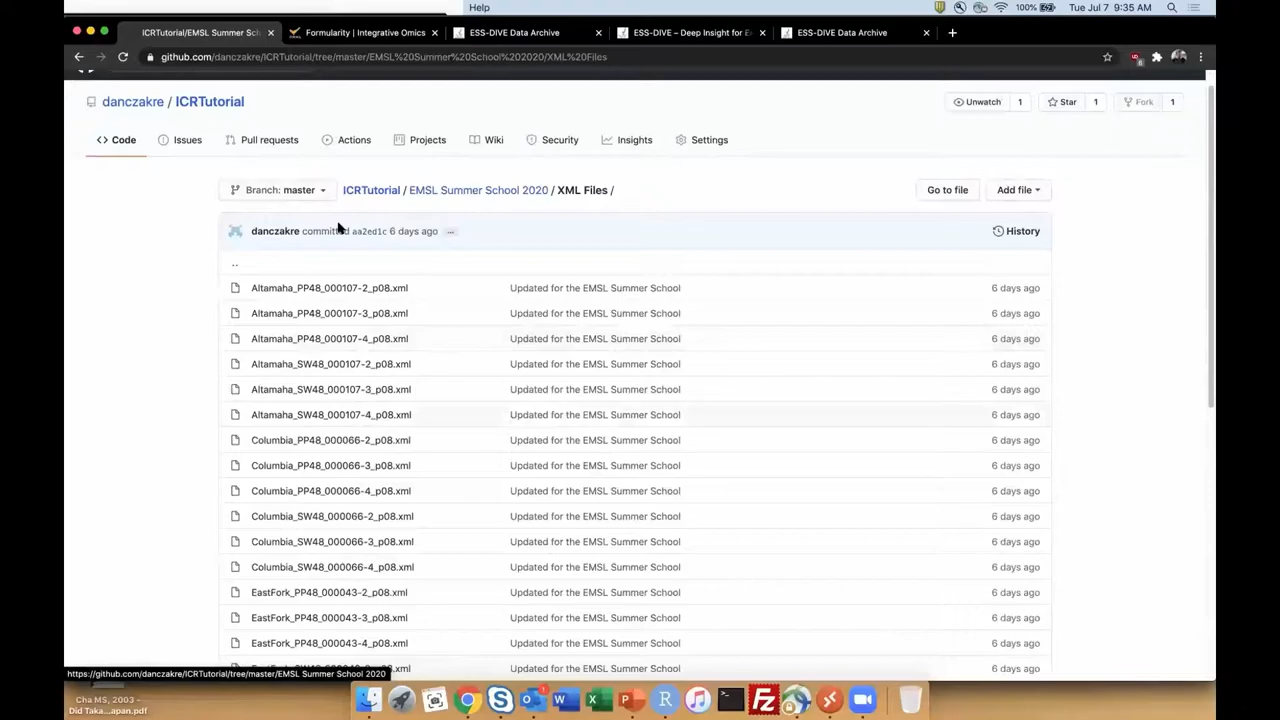 Help 100% Tue Jul 7 9:35 AM
ICRTutorial/EMSL Summer Sch Formularity | Integrative Omics ESS-DIVE Data Archive ESS-DIVE – Deep Insight for E ESS-DIVE Data Archive
github.com/danczakre/ICRTutorial/tree/master/EMSL%20Summer%20School%202020/XML%20Files
danczakre / ICRTutorial Unwatch 1 Star 1 Fork 1
Code Issues Pull requests Actions Projects Wiki Security Insights Settings
Branch: master ICRTutorial / EMSL Summer School 2020 / XML Files / Go to file Add file
danczakre committed aa2ed1c 6 days ago ... History
..
Altamaha_PP48_000107-2_p08.xml Updated for the EMSL Summer School 6 days ago
Altamaha_PP48_000107-3_p08.xml Updated for the EMSL Summer School 6 days ago
Altamaha_PP48_000107-4_p08.xml Updated for the EMSL Summer School 6 days ago
Altamaha_SW48_000107-2_p08.xml Updated for the EMSL Summer School 6 days ago
Altamaha_SW48_000107-3_p08.xml Updated for the EMSL Summer School 6 days ago
Altamaha_SW48_000107-4_p08.xml Updated for the EMSL Summer School 6 days ago
Columbia_PP48_000066-2_p08.xml Updated for the EMSL Summer School 6 days ago
Columbia_PP48_000066-3_p08.xml Updated for the EMSL Summer School 6 days ago
Columbia_PP48_000066-4_p08.xml Updated for the EMSL Summer School 6 days ago
Columbia_SW48_000066-2_p08.xml Updated for the EMSL Summer School 6 days ago
Columbia_SW48_000066-3_p08.xml Updated for the EMSL Summer School 6 days ago
Columbia_SW48_000066-4_p08.xml Updated for the EMSL Summer School 6 days ago
EastFork_PP48_000043-2_p08.xml Updated for the EMSL Summer School 6 days ago
EastFork_PP48_000043-3_p08.xml Updated for the EMSL Summer School 6 days ago
EastFork_PP48_000043-4_p08.xml Updated for the EMSL Summer School 6 days ago
Updated for the EMSL Summer School 6 days ago
https://github.com/danczakre/ICRTutorial/tree/master/EMSL Summer School 2020
Cha MS, 2003 -
Did Taka...apan.pdf